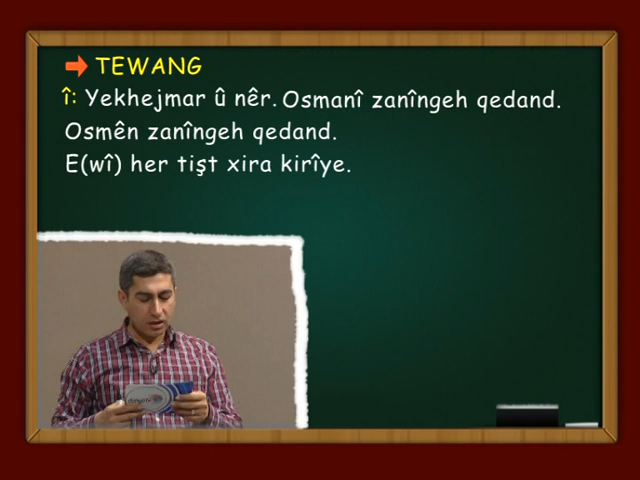 TEWANG
î: Yekhejmar û nêr. Osmanî zanîngeh qedand.
Osmên zanîngeh qedand.
E(wî) her tişt xira kirîye.